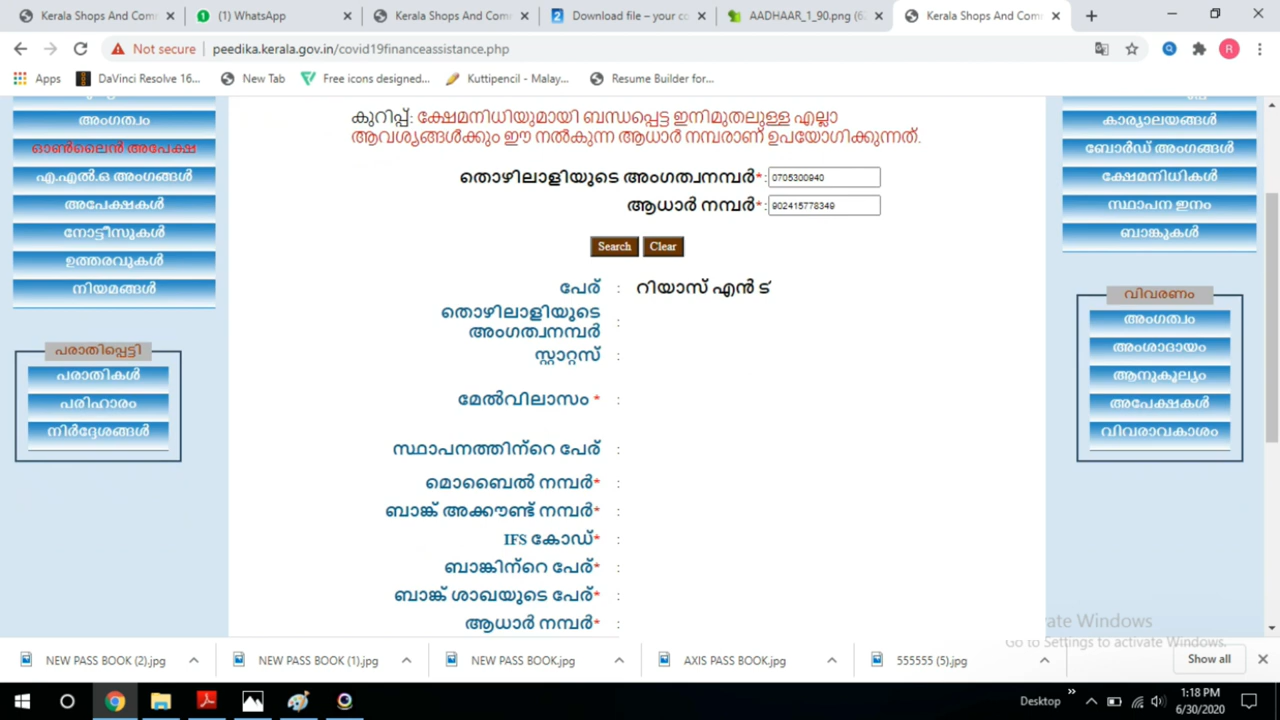 Kerala Shops And Comm
(1) WhatsApp
Kerala Shops And Comm
Download file – your co
AADHAAR_1_90.png (6
Kerala Shops And Comm
Not secure
peedika.kerala.gov.in/covid19financeassistance.php
Apps
DaVinci Resolve 16...
New Tab
Free icons designed...
Kuttipencil - Malay...
Resume Builder for...
അംഗത്വം
ഓൺലൈൻ അപേക്ഷ
എ.എൽ.ഒ അംഗങ്ങൾ
അപേക്ഷകൾ
നോട്ടീസുകൾ
ഉത്തരവുകൾ
നിയമങ്ങൾ
പരാതിപ്പെട്ടി
പരാതികൾ
പരിഹാരം
നിർദ്ദേശങ്ങൾ
കുറിപ്പ്: ക്ഷേമനിധിയുമായി ബന്ധപ്പെട്ട ഇനിമുതലുള്ള എല്ലാ
ആവശ്യങ്ങൾക്കും ഈ നൽകുന്ന ആധാർ നമ്പരാണ് ഉപയോഗിക്കുന്നത്.
തൊഴിലാളിയുടെ അംഗത്വനമ്പർ*: 0705300940
ആധാർ നമ്പർ*: 902415778349
Search Clear
പേര് : റിയാസ് എൻ ട
തൊഴിലാളിയുടെ
അംഗത്വനമ്പർ :
സ്റ്റാറ്റസ് :
മേൽവിലാസം * :
സ്ഥാപനത്തിന്റെ പേര് :
മൊബൈൽ നമ്പർ* :
ബാങ്ക് അക്കൗണ്ട് നമ്പർ* :
IFS കോഡ്* :
ബാങ്കിന്റെ പേര്* :
ബാങ്ക് ശാഖയുടെ പേര്* :
ആധാർ നമ്പർ* :
കാര്യാലയങ്ങൾ
ബോർഡ് അംഗങ്ങൾ
ക്ഷേമനിധികൾ
സ്ഥാപന ഇനം
ബാങ്കുകൾ
വിവരണം
അംഗത്വം
അംശാദായം
ആനുകൂല്യം
അപേക്ഷകൾ
വിവരാവകാശം
ate Windows
Go to Settings to activate Windows.
NEW PASS BOOK (2).jpg
NEW PASS BOOK (1).jpg
NEW PASS BOOK.jpg
AXIS PASS BOOK.jpg
555555 (5).jpg
Show all
Desktop
1:18 PM
6/30/2020